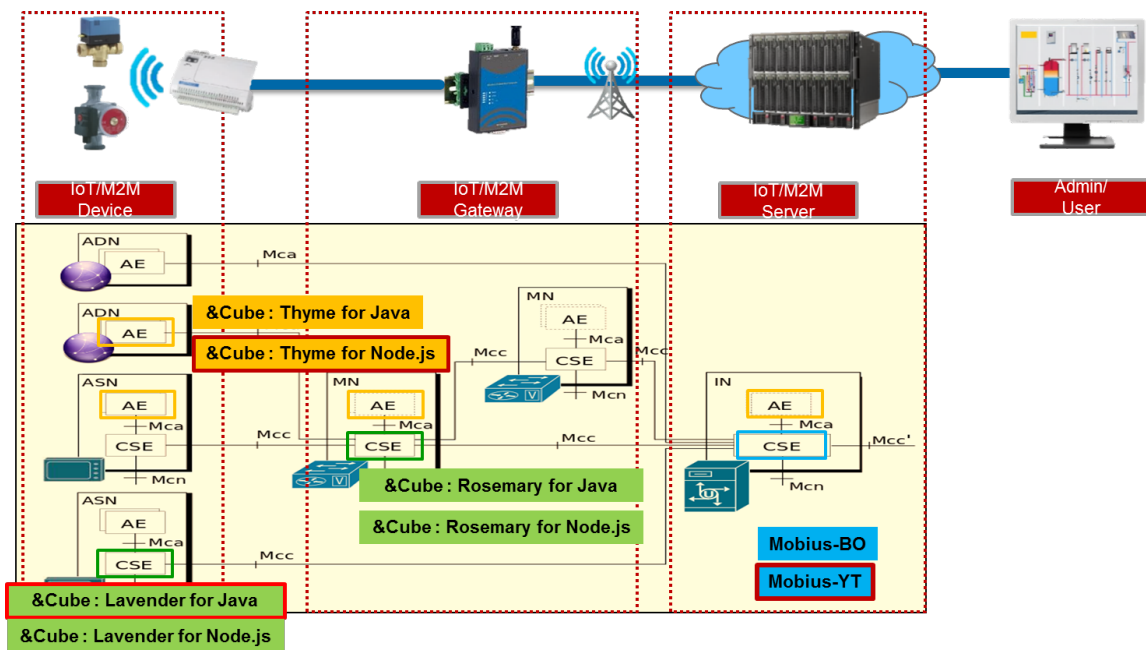 IoT/M2M
Device
IoT/M2M
Gateway
IoT/M2M
Server
Admin/
User
ADN
AE
Mca
ADN
AE
&Cube : Thyme for Java
&Cube : Thyme for Node.js
MN
AE
Mca
CSE
Mcn
Mcc
Mcc
ASN
AE
Mca
CSE
Mcn
Mcc
MN
AE
Mca
CSE
Mcc
IN
AE
Mca
CSE
Mcn
Mcc'
&Cube : Rosemary for Java
&Cube : Rosemary for Node.js
ASN
AE
Mca
CSE
Mcc
Mobius-BO
Mobius-YT
&Cube : Lavender for Java
&Cube : Lavender for Node.js
V
V